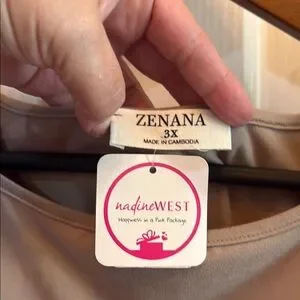 ZENANA
3X
MADE IN CAMBODIA
nadineWEST
Happiness in a Pink Package